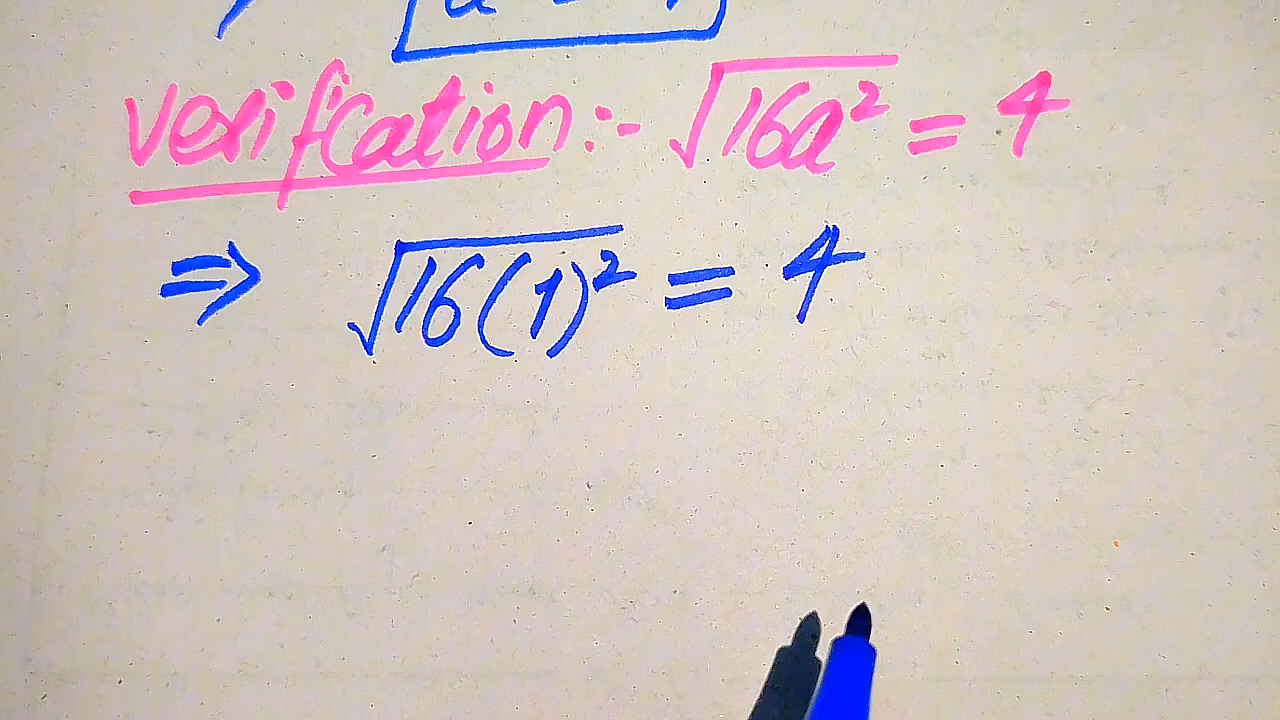 verification:- √16a² = 4
⇒ √16(1)² = 4